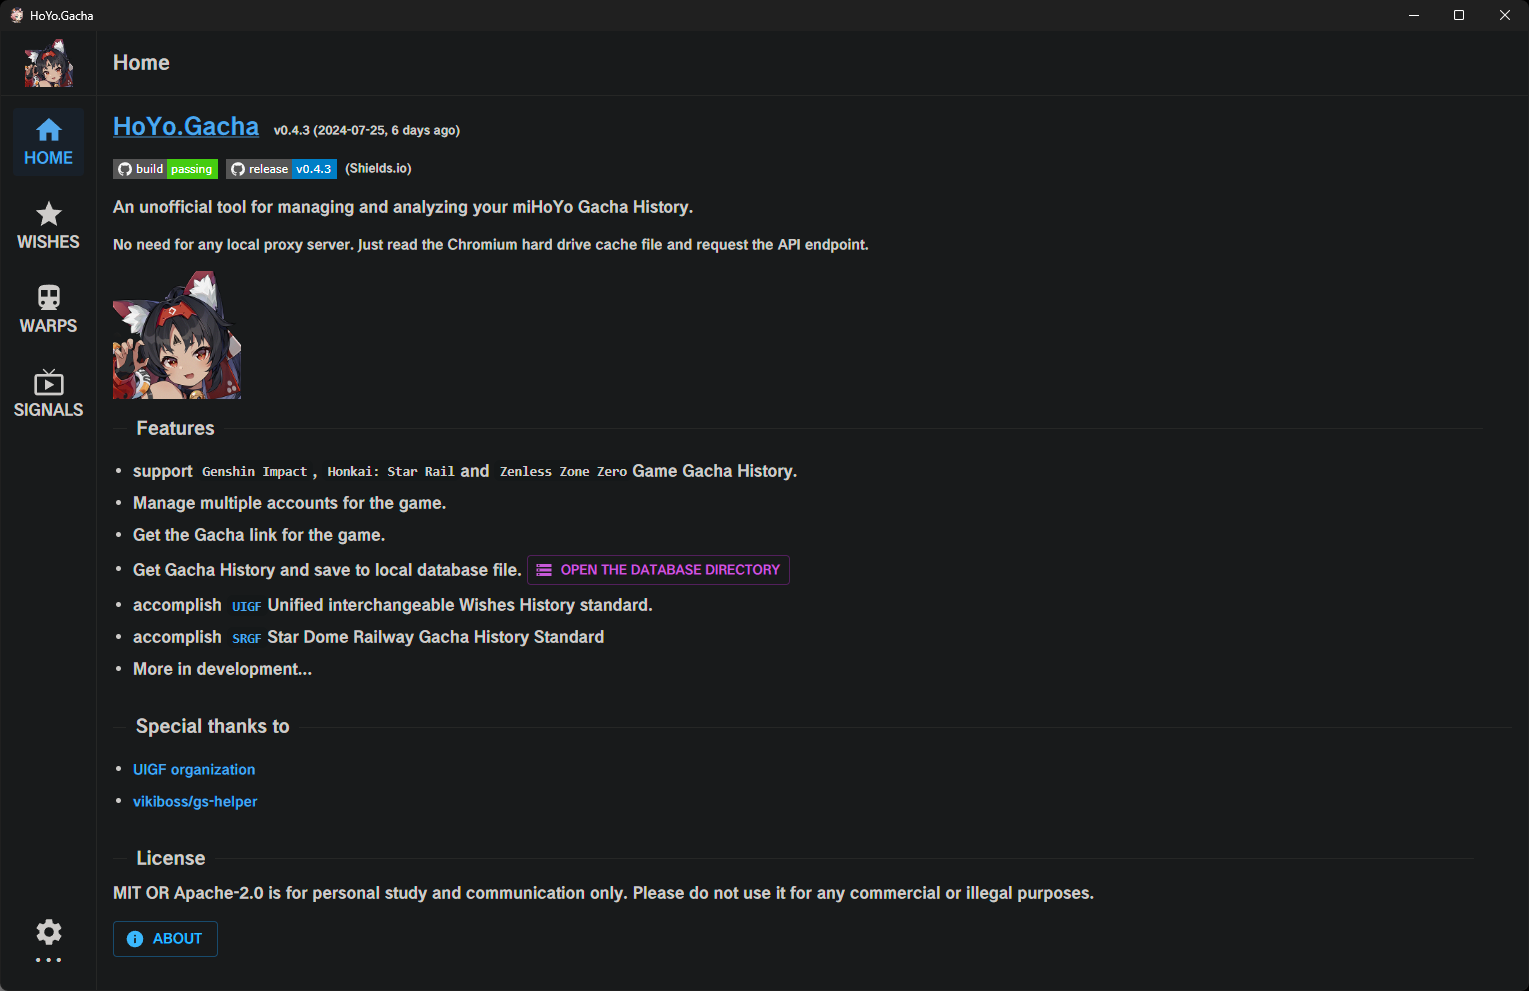 HoYo.Gacha
Home
HoYo.Gacha v0.4.3 (2024-07-25, 6 days ago)
HOME
build passing release v0.4.3 (Shields.io)
An unofficial tool for managing and analyzing your miHoYo Gacha History.
WISHES
No need for any local proxy server. Just read the Chromium hard drive cache file and request the API endpoint.
WARPS
SIGNALS
Features
• support Genshin Impact, Honkai: Star Rail and Zenless Zone Zero Game Gacha History.
• Manage multiple accounts for the game.
• Get the Gacha link for the game.
• Get Gacha History and save to local database file. OPEN THE DATABASE DIRECTORY
• accomplish UIGF Unified interchangeable Wishes History standard.
• accomplish SRGF Star Dome Railway Gacha History Standard
• More in development...
Special thanks to
• UIGF organization
• vikiboss/gs-helper
License
MIT OR Apache-2.0 is for personal study and communication only. Please do not use it for any commercial or illegal purposes.
ABOUT